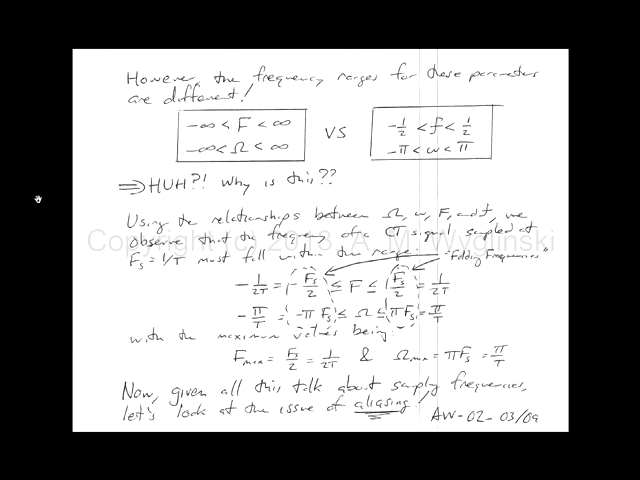 However, the frequency ranges for these parameters
are different!
-∞ < F < ∞
-∞ < Ω < ∞
VS
-1/2 < f < 1/2
-π < ω < π
⇒ HUH?! Why is this??
Using the relationships between Ω, ω, F, and f, we
observe that the frequency of a CT signal sampled at
Fs = 1/T must fall within the range
"Folding Frequencies"
-1/2T = -Fs/2 ≤ F ≤ Fs/2 = 1/2T
-π/T = -πFs ≤ Ω ≤ πFs = π/T
with the maximum values being:
Fmax = Fs/2 = 1/2T & Ωmax = πFs = π/T
Now, given all this talk about sampling frequencies,
let's look at the issue of aliasing!
AW-02-03/09
Copyright (c) 2013 A. M. Wyglinski